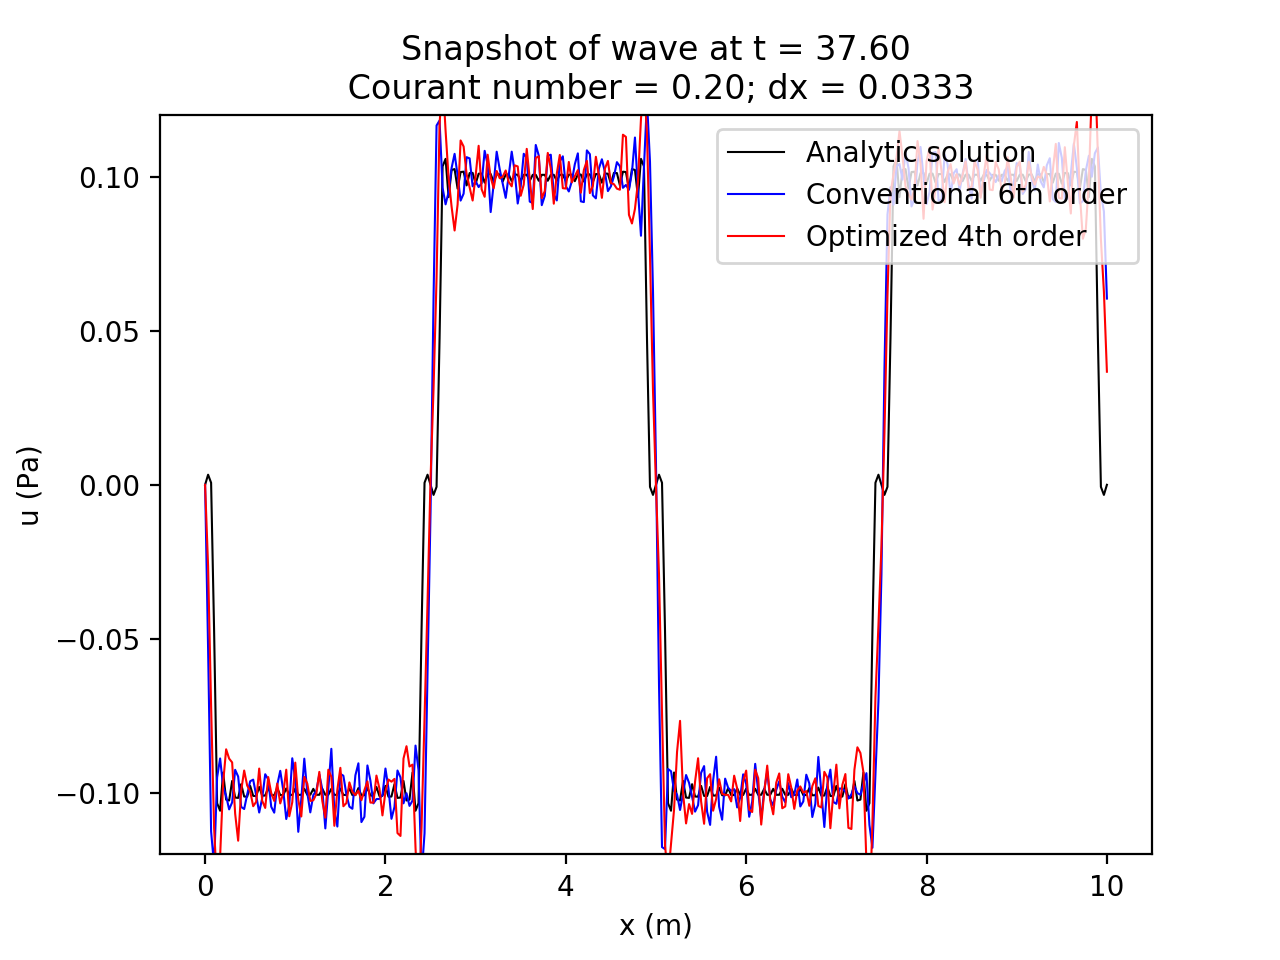 Snapshot of wave at t = 37.60
Courant number = 0.20; dx = 0.0333
Analytic solution
Conventional 6th order
Optimized 4th order
0.10
0.05
0.00
−0.05
−0.10
u (Pa)
0 2 4 6 8 10
x (m)